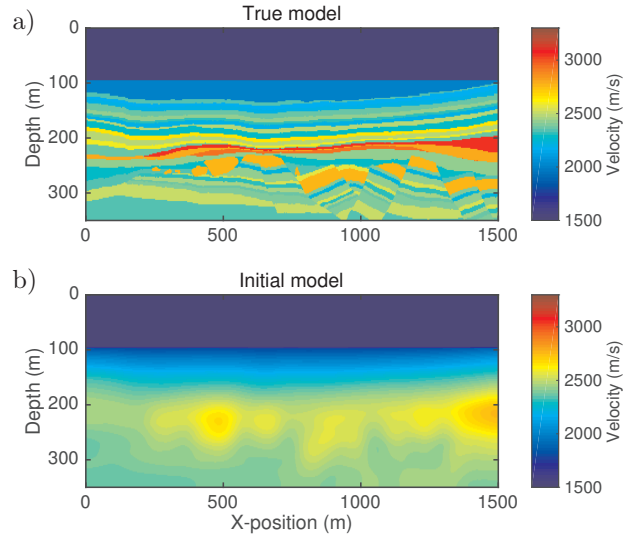 a)
True model
0
100
200
300
Depth (m)
0
500
1000
1500
3000
2500
2000
1500
Velocity (m/s)
b)
Initial model
0
100
200
300
Depth (m)
0
500
1000
1500
X-position (m)
3000
2500
2000
1500
Velocity (m/s)